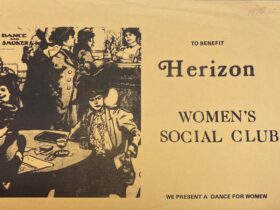 DANCE
AND
SMOKER
TO BENEFIT
Herizon
WOMEN'S
SOCIAL CLUB
WE PRESENT A DANCE FOR WOMEN